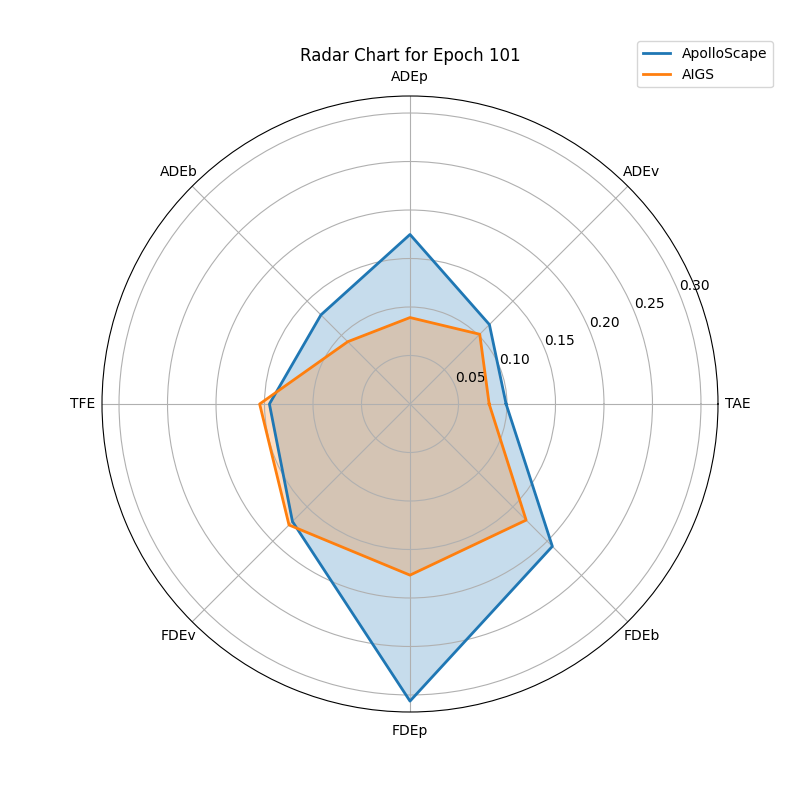 Radar Chart for Epoch 101
ApolloScape
AIGS
ADEp
ADEb
ADEv
0.30
0.25
0.20
0.15
0.10
0.05
TFE
TAE
FDEv
FDEb
FDEp